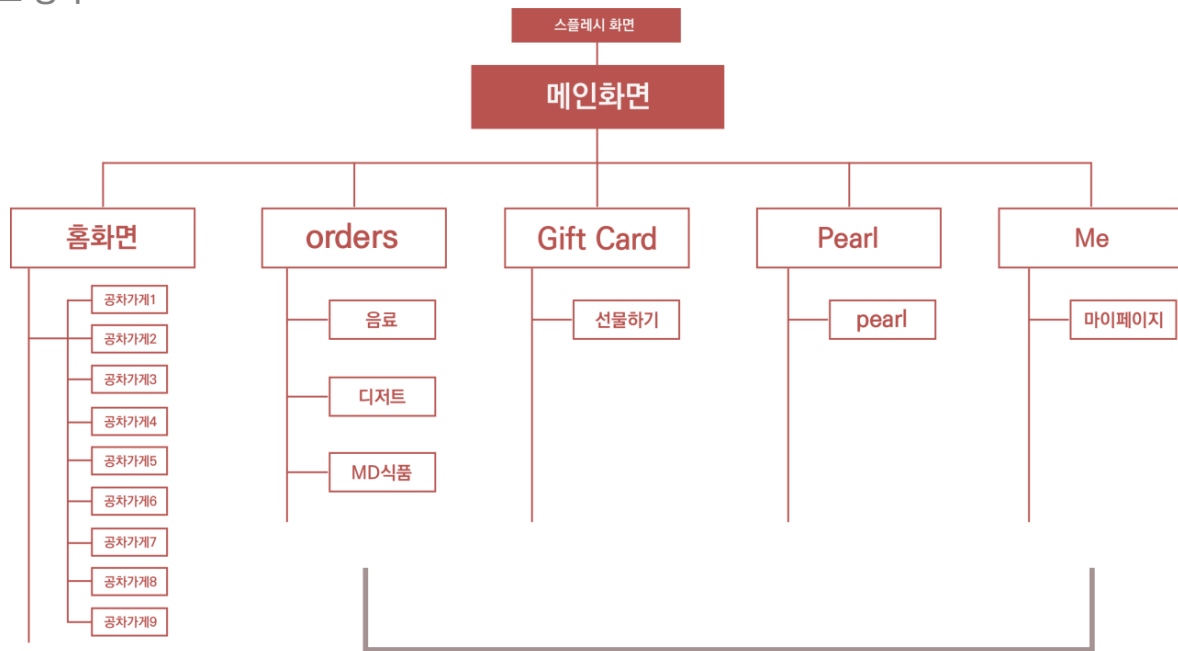 스플레시 화면
메인화면
홈화면
orders
Gift Card
Pearl
Me
공차가게1
공차가게2
공차가게3
공차가게4
공차가게5
공차가게6
공차가게7
공차가게8
공차가게9
음료
디저트
MD식품
선물하기
pearl
마이페이지